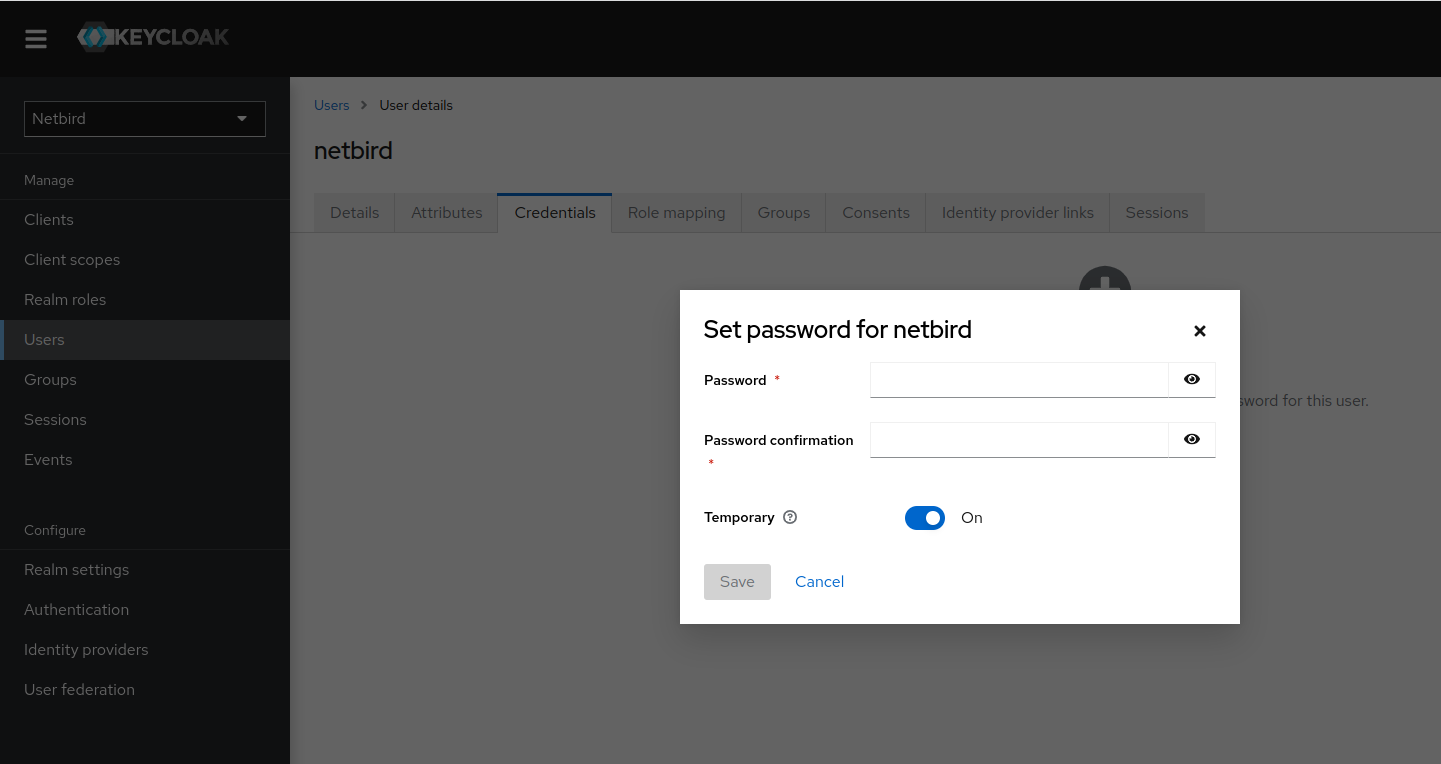 KEYCLOAK
Netbird
Manage
Clients
Client scopes
Realm roles
Users
Groups
Sessions
Events
Configure
Realm settings
Authentication
Identity providers
User federation
Users > User details
netbird
Details Attributes Credentials Role mapping Groups Consents Identity provider links Sessions
Set password for netbird
Password *
Password confirmation
*
Temporary
On
Save Cancel
for this user.